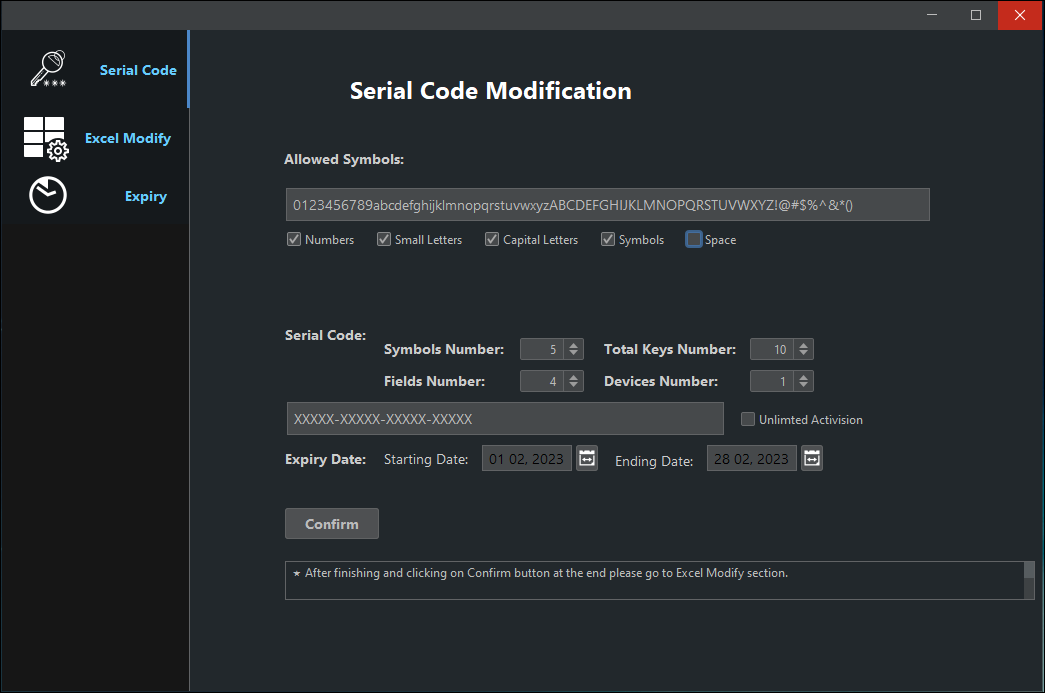 Serial Code
Excel Modify
Expiry
Serial Code Modification
Allowed Symbols:
0123456789abcdefghijklmnopqrstuvwxyzABCDEFGHIJKLMNOPQRSTUVWXYZ!@#$%^&*()
Numbers Small Letters Capital Letters Symbols Space
Serial Code:
Symbols Number: 5 Total Keys Number: 10
Fields Number: 4 Devices Number: 1
XXXXX-XXXXX-XXXXX-XXXXX Unlimted Activision
Expiry Date: Starting Date: 01 02, 2023 Ending Date: 28 02, 2023
Confirm
★ After finishing and clicking on Confirm button at the end please go to Excel Modify section.